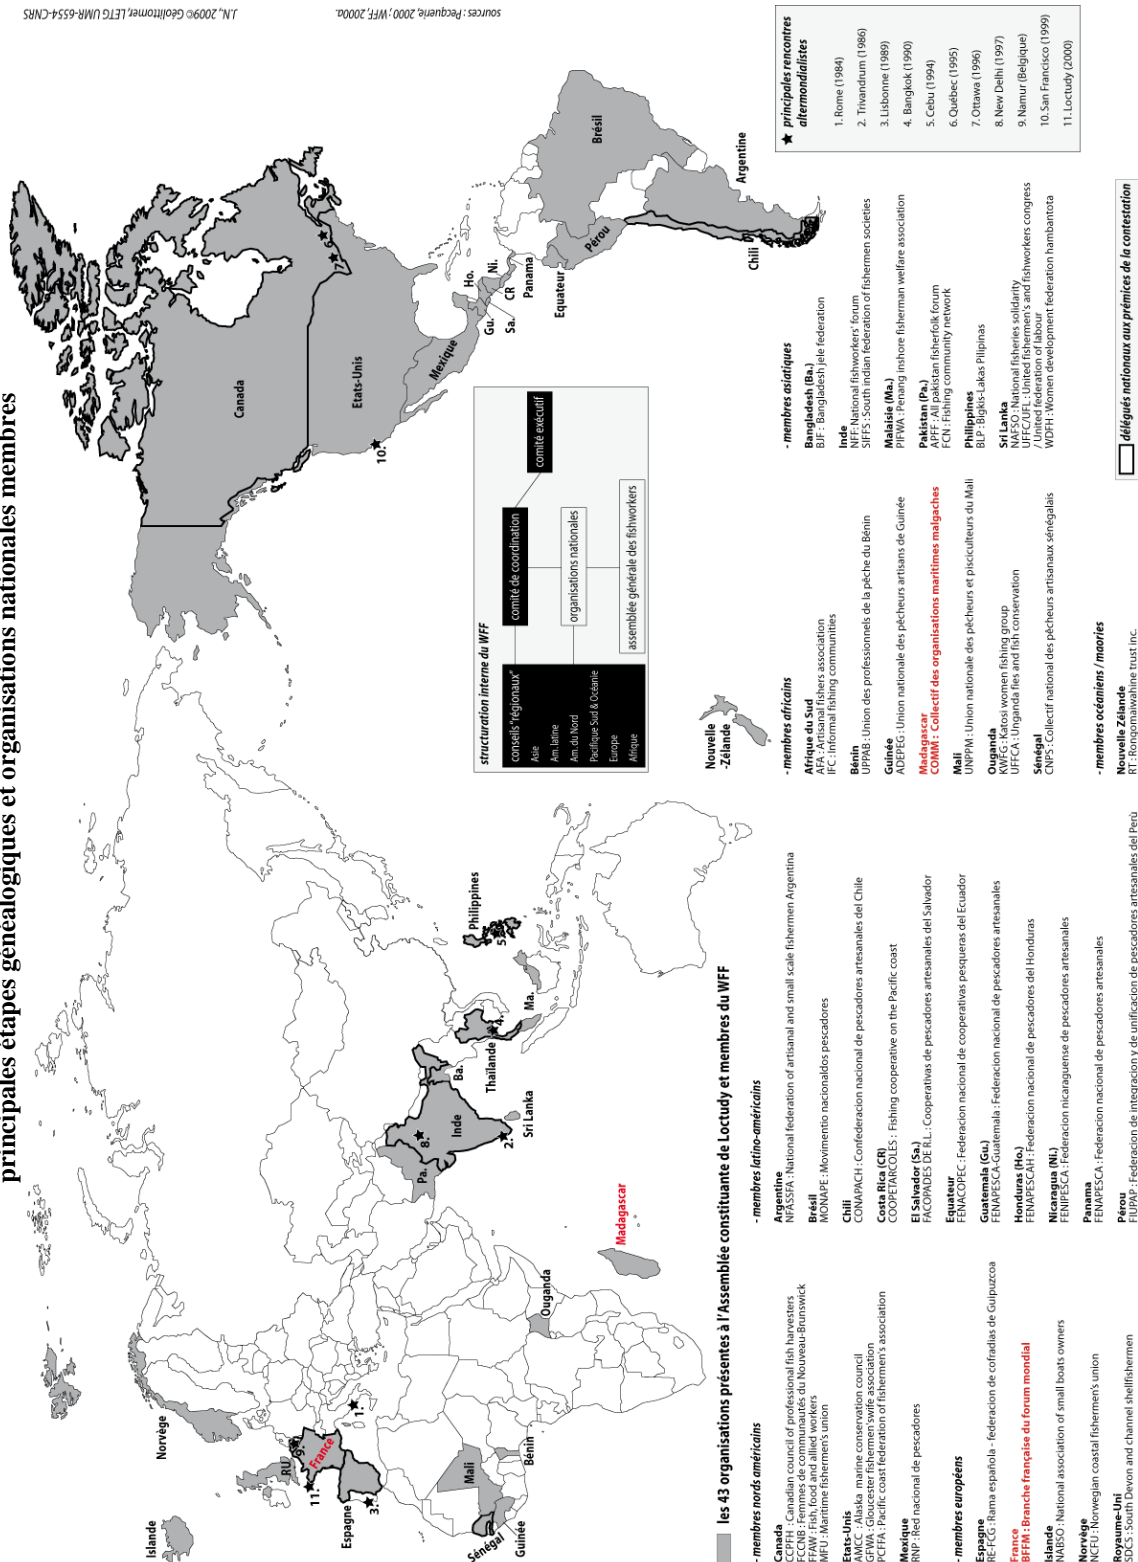 principales étapes généalogiques et organisations nationales membres
J.N., 2009© Géolittomer, LETG UMR-6554-CNRS
sources : Pecquerie, 2000 ; WFF, 2000a.
Islande
Norvège
RU
France
Espagne
Sénégal
Guinée
Mali
Bénin
Ouganda
Madagascar
Pa.
Inde
Sri Lanka
Ba.
Thaïlande
Ma.
Philippines
Nouvelle
-Zélande
Canada
Etats-Unis
Mexique
Gu.
Ho.
Sa.
Ni.
CR
Panama
Equateur
Pérou
Brésil
Chili
Argentine
1.
2.
3.
4.
5.
6.
7.
8.
9.
10.
11.
structuration interne du WFF
conseils "régionaux"
Asie
Am. latine
Am. du Nord
Pacifique Sud & Océanie
Europe
Afrique
comité de coordination
comité exécutif
organisations nationales
assemblée générale des fishworkers
★ principales rencontres
altermondialistes
1. Rome (1984)
2. Trivandrum (1986)
3. Lisbonne (1989)
4. Bangkok (1990)
5. Cebu (1994)
6. Québec (1995)
7. Ottawa (1996)
8. New Delhi (1997)
9. Namur (Belgique)
10. San Francisco (1999)
11. Loctudy (2000)
les 43 organisations présentes à l'Assemblée constituante de Loctudy et membres du WFF
- membres nords américains
Canada
CCPFH : Canadian council of professional fish harvesters
FCCNB : Femmes de communautés du Nouveau-Brunswick
FFAW : Fish, food and allied workers
MFU : Maritime fishermen's union
Etats-Unis
AMCC : Alaska marine conservation council
GFWA : Gloucester fishermen'swife association
PCFFA : Pacific coast federation of fishermen's association
Mexique
RNP : Red nacional de pescadores
- membres européens
Espagne
RE-FCG : Rama española - federacion de cofradias de Guipuzcoa
France
BFFM : Branche française du forum mondial
Islande
NABSO : National association of small boats owners
Norvège
NCFU : Norwegian coastal fishermen's union
Royaume-Uni
SDCS : South Devon and channel shellfishermen
- membres latino-américains
Argentine
NFASSFA : National federation of artisanal and small scale fishermen Argentina
Brésil
MONAPE : Movimentio nacionaldos pescadores
Chili
CONAPACH : Confederacion nacional de pescadores artesanales del Chile
Costa Rica (CR)
COOPETARCOLES : Fishing cooperative on the Pacific coast
El Salvador (Sa.)
FACOPADES DE R.L. : Cooperativas de pescadores artesanales del Salvador
Equateur
FENACOPEC : Federacion nacional de cooperativas pesqueras del Ecuador
Guatemala (Gu.)
FENAPESCA-Guatemala : Federacion nacional de pescadores artesanales
Honduras (Ho.)
FENAPESCAH : Federacion nacional de pescadores del Honduras
Nicaragua (Ni.)
FENIPESCA : Federacion nicaraguense de pescadores artesanales
Panama
FENAPESCA : Federacion nacional de pescadores artesanales
Pérou
FIUPAP : Federacion de integracion y de unificacion de pescadores artesanales del Perú
- membres africains
Afrique du Sud
AFA : Artisanal fishers association
IFC : Informal fishing communities
Bénin
UPPAB : Union des professionnels de la pêche du Bénin
Guinée
ADEPEG : Union nationale des pêcheurs artisans de Guinée
Madagascar
COMM : Collectif des organisations maritimes malgaches
Mali
UNPPM : Union nationale des pêcheurs et pisciculteurs du Mali
Ouganda
KWFG : Katosi women fishing group
UFFCA : Uganda fies and fish conservation
Sénégal
CNPS : Collectif national des pêcheurs artisanaux sénégalais
- membres océaniens / maories
Nouvelle Zélande
RT : Rongomaiwahine trust inc.
- membres asiatiques
Bangladesh (Ba.)
BJF : Bangladesh jele federation
Inde
NFF: National fishworkers' forum
SIFFS : South indian federation of fishermen societies
Malaisie (Ma.)
PIFWA : Penang inshore fisherman welfare association
Pakistan (Pa.)
APFF : All pakistan fisherfolk forum
FCN : Fishing community network
Philippines
BLP : Bigkis-Lakas Pilipinas
Sri Lanka
NAFSO : National fisheries solidarity
UFFC/UFL : United fishermen's and fishworkers congress
/ United federation of labour
WDFH : Women development federation hambantota
délégués nationaux aux prémices de la contestation